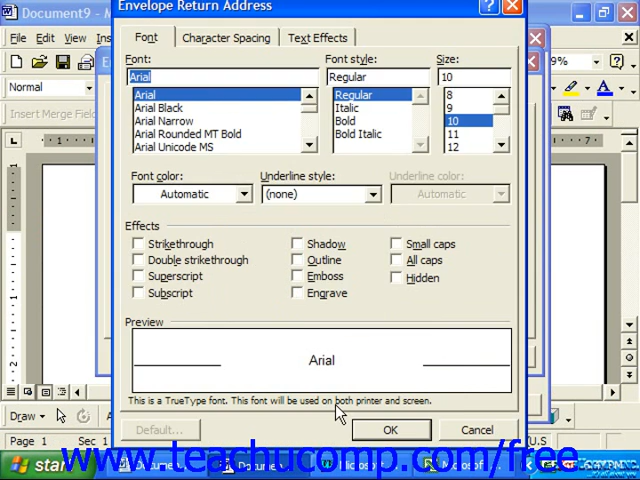 Document9 -
Envelope Return Address
File Edit View
9%
Normal
Insert Merge Field
Font Character Spacing Text Effects
Font: Font style: Size:
Arial Regular 10
Arial Regular 8
Arial Black Italic 9
Arial Narrow Bold 10
Arial Rounded MT Bold Bold Italic 11
Arial Unicode MS 12
Font color: Underline style: Underline color:
Automatic (none) Automatic
Effects
Strikethrough Shadow Small caps
Double strikethrough Outline All caps
Superscript Emboss Hidden
Subscript Engrave
Preview
Arial
This is a TrueType font. This font will be used on both printer and screen.
Default... OK Cancel
Draw
Page 1 Sec 1
start
www.teachucomp.com/free